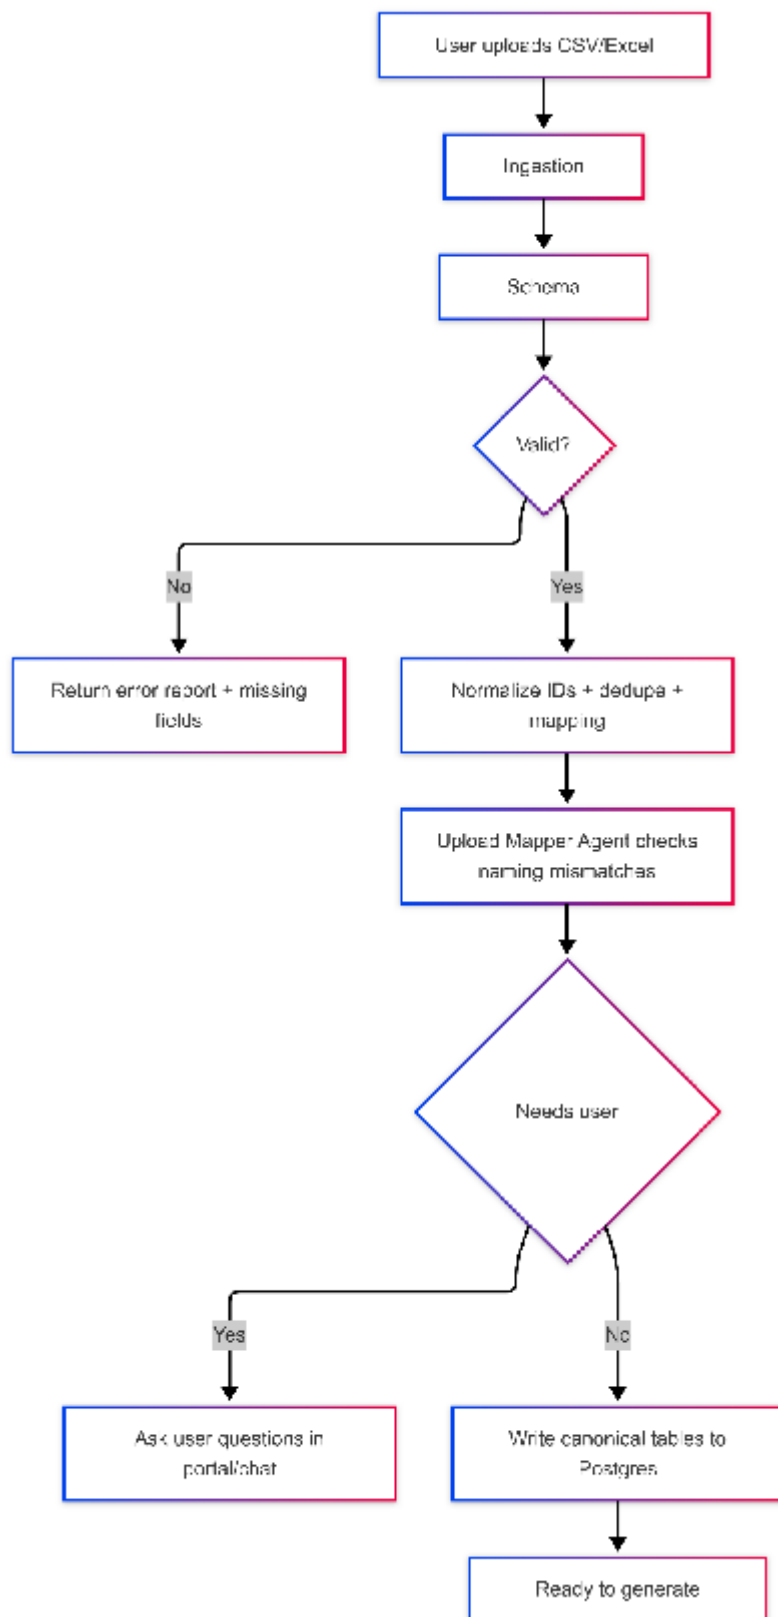 User uploads CSV/Excel
Ingestion
Schema
Valid?
No
Yes
Return error report + missing
fields
Normalize IDs + dedupe +
mapping
Upload Mapper Agent checks
naming mismatches
Needs user
Yes
No
Ask user questions in
portal/chat
Write canonical tables to
Postgres
Ready to generate